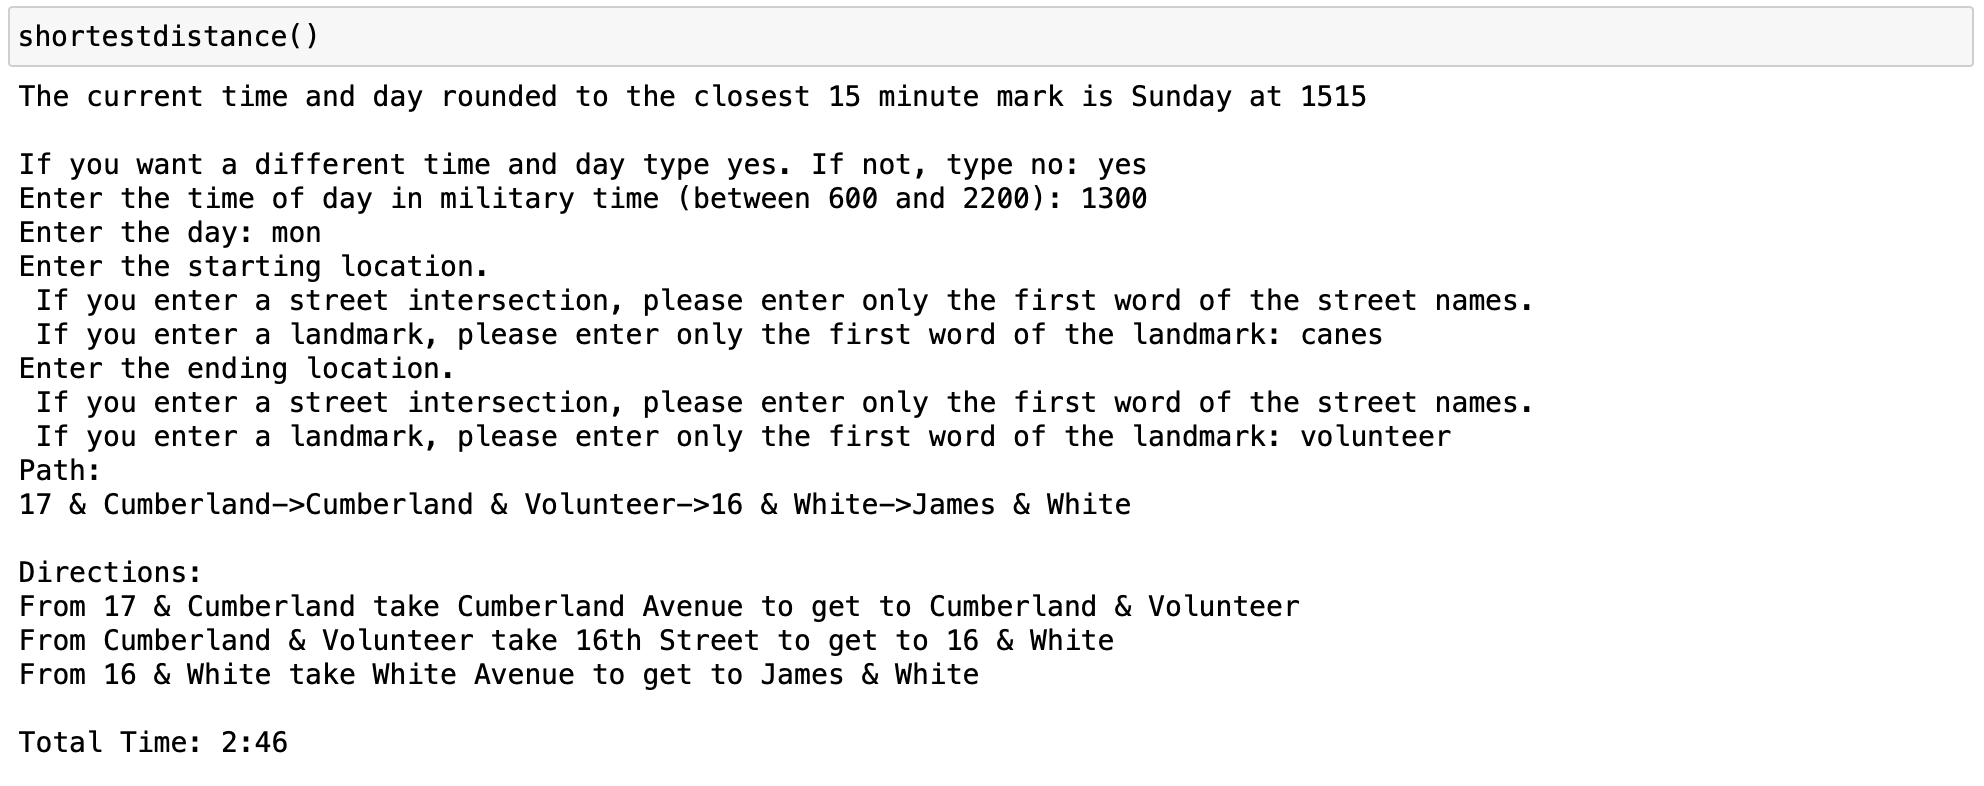 shortestdistance()
The current time and day rounded to the closest 15 minute mark is Sunday at 1515
If you want a different time and day type yes. If not, type no: yes
Enter the time of day in military time (between 600 and 2200): 1300
Enter the day: mon
Enter the starting location.
If you enter a street intersection, please enter only the first word of the street names.
If you enter a landmark, please enter only the first word of the landmark: canes
Enter the ending location.
If you enter a street intersection, please enter only the first word of the street names.
If you enter a landmark, please enter only the first word of the landmark: volunteer
Path:
17 & Cumberland->Cumberland & Volunteer->16 & White->James & White
Directions:
From 17 & Cumberland take Cumberland Avenue to get to Cumberland & Volunteer
From Cumberland & Volunteer take 16th Street to get to 16 & White
From 16 & White take White Avenue to get to James & White
Total Time: 2:46